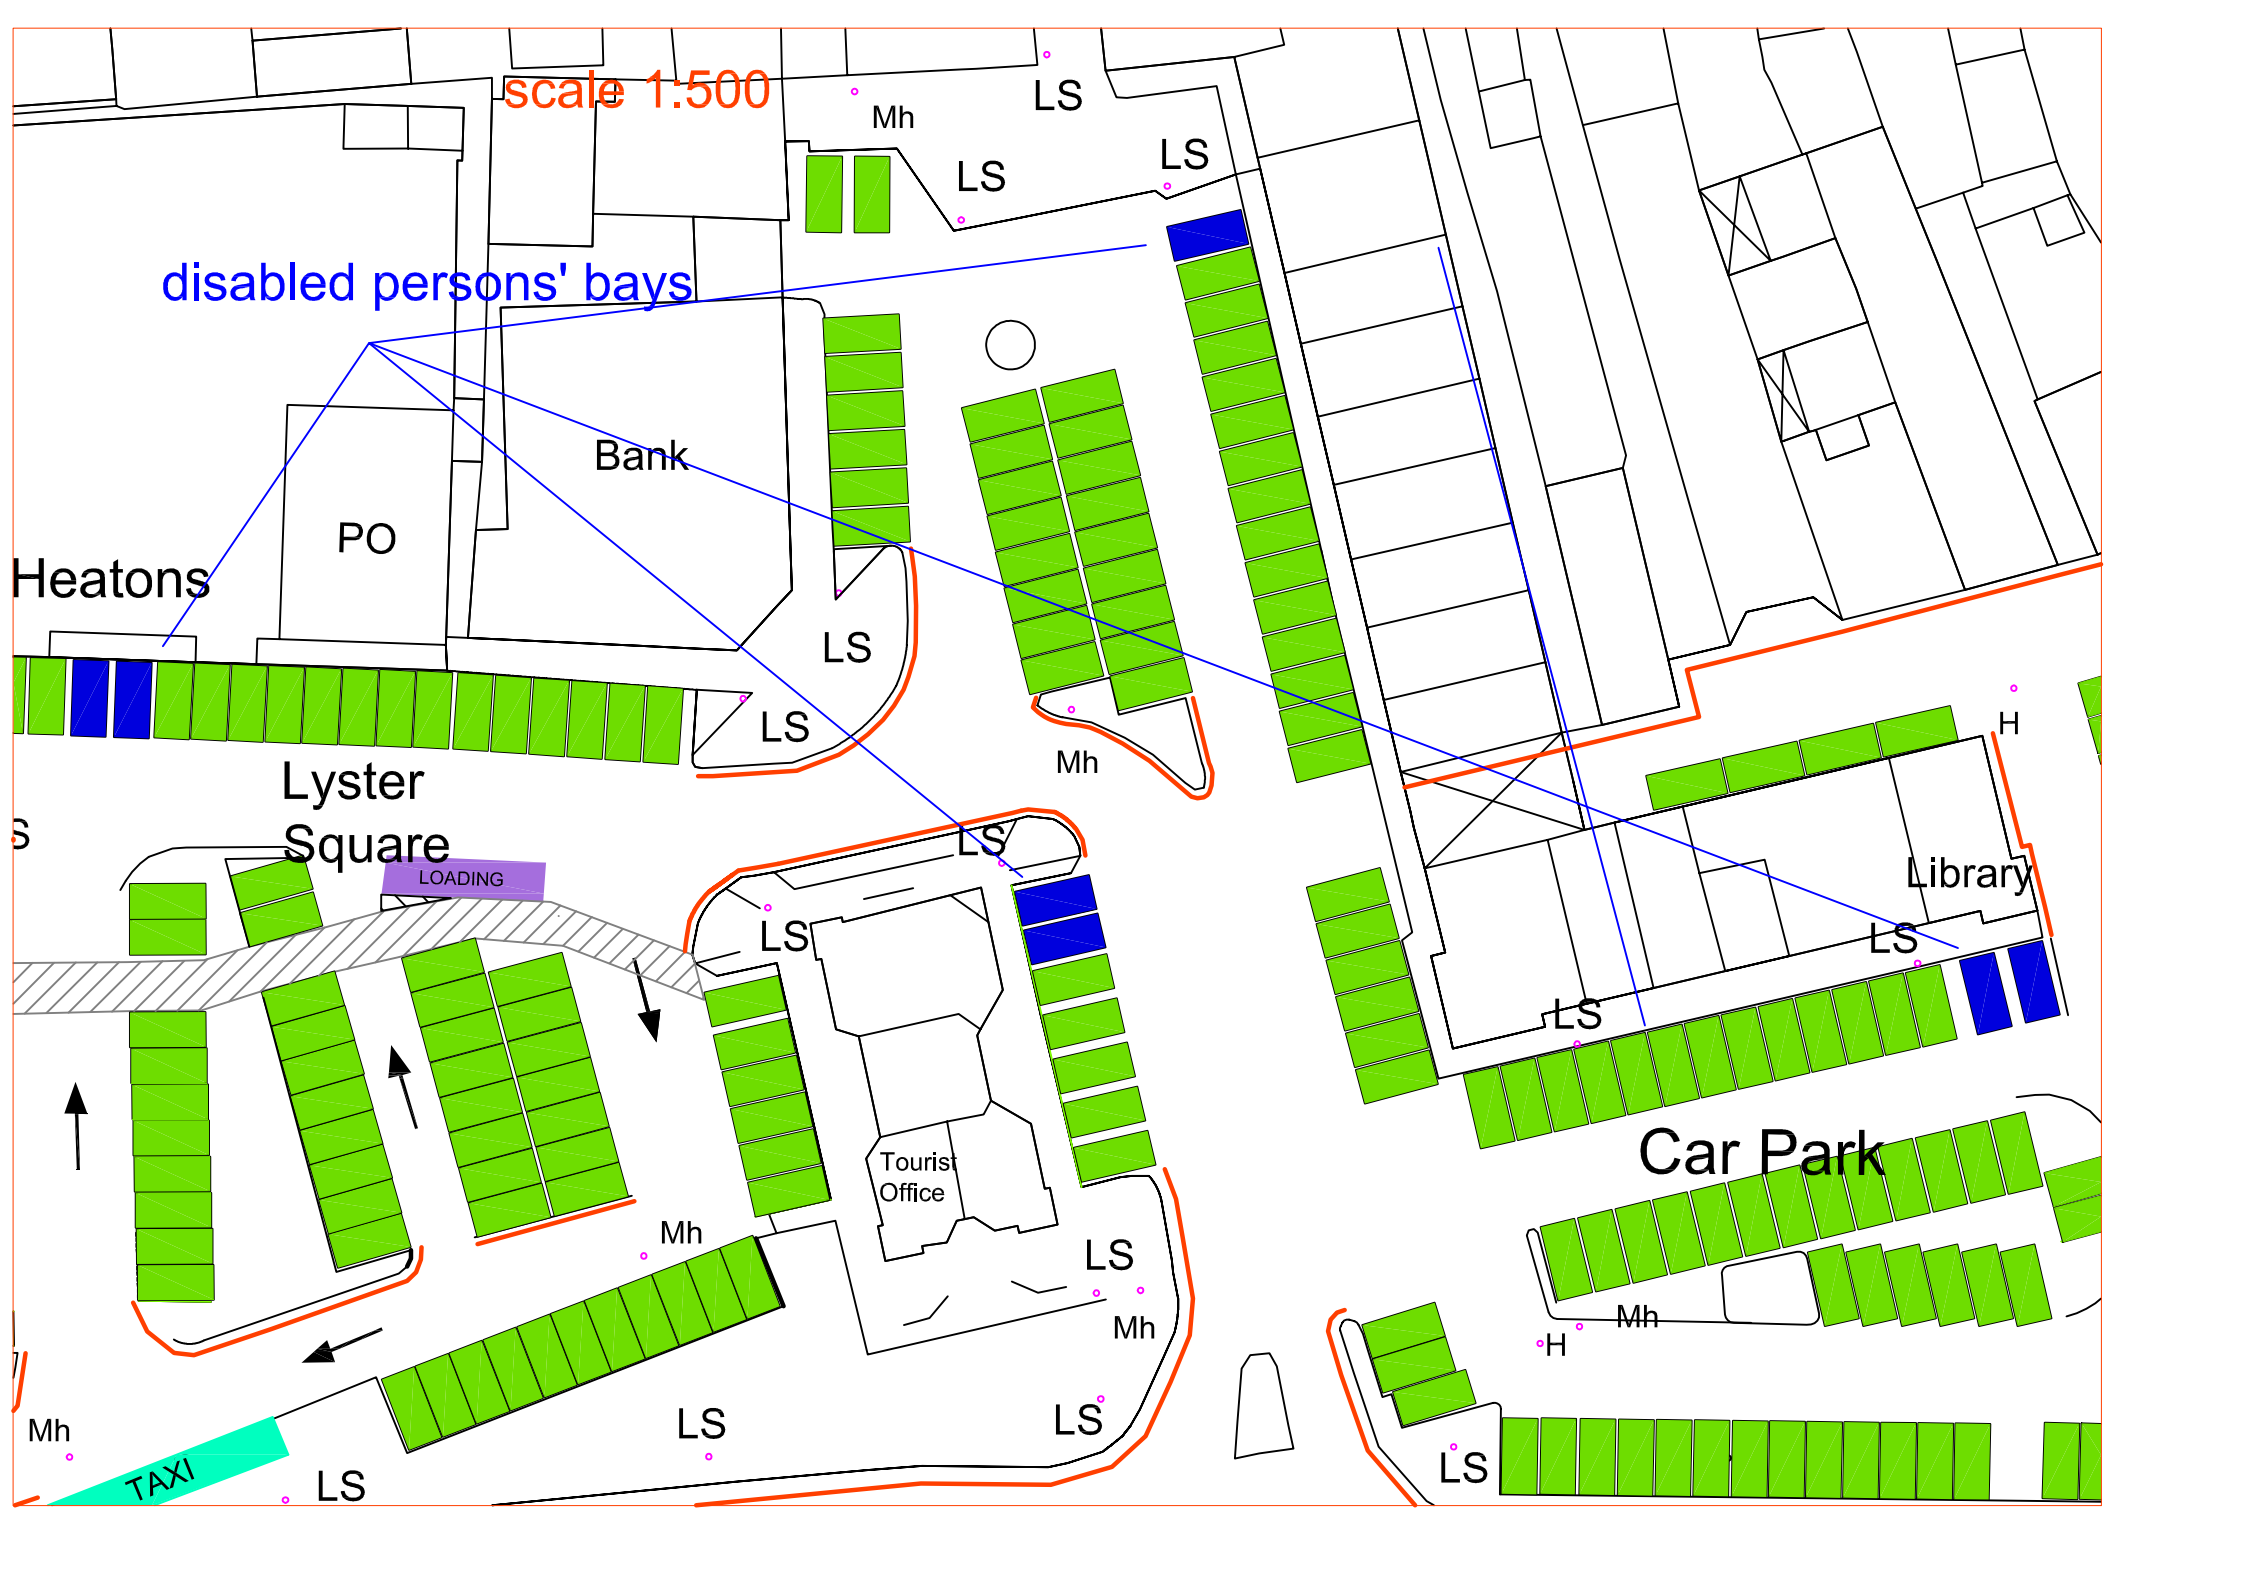 scale 1:500
LS
Mh
LS
LS
disabled persons' bays
Bank
PO
Heatons
LS
LS
Lyster
Square
Mh
H
S
LOADING
LS
LS
Library
LS
LS
Tourist
Office
Car Park
Mh
LS
Mh
Mh
H
Mh
LS
LS
LS
TAXI
LS